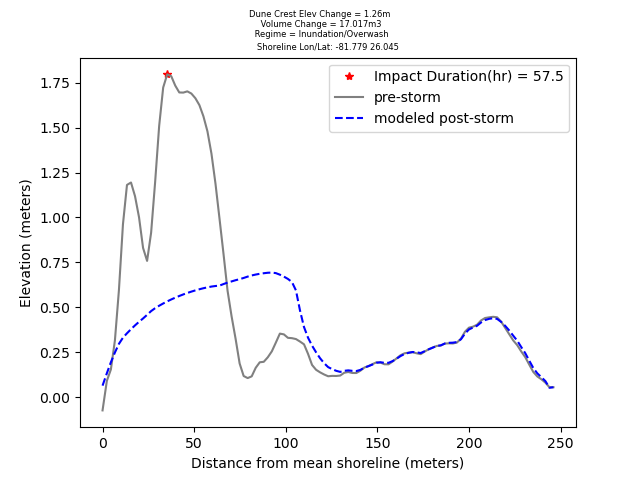 Dune Crest Elev Change = 1.26m
Volume Change = 17.017m3
Regime = Inundation/Overwash
Shoreline Lon/Lat: -81.779 26.045
Impact Duration(hr) = 57.5
pre-storm
modeled post-storm
Elevation (meters)
1.75
1.50
1.25
1.00
0.75
0.50
0.25
0.00
0 50 100 150 200 250
Distance from mean shoreline (meters)